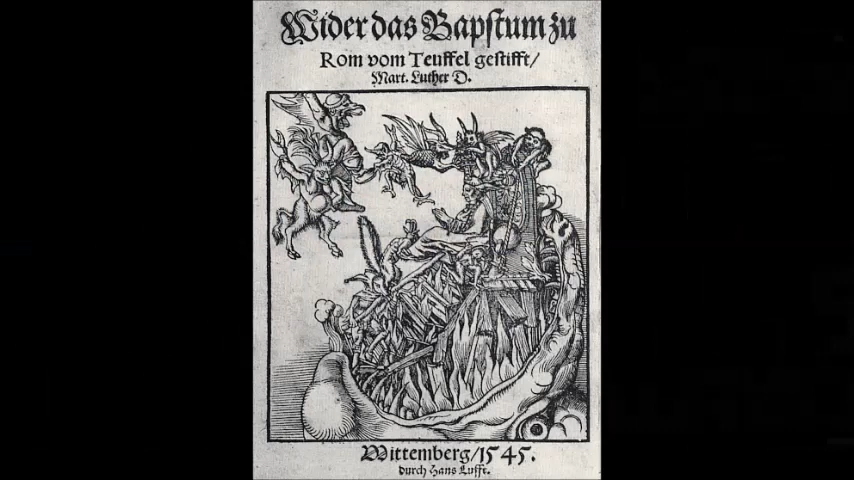 Wider das Bapstum zu
Rom vom Teuffel gestifft/
Mart. Luther D.
Wittemberg/1545.
durch Hans Lufft.